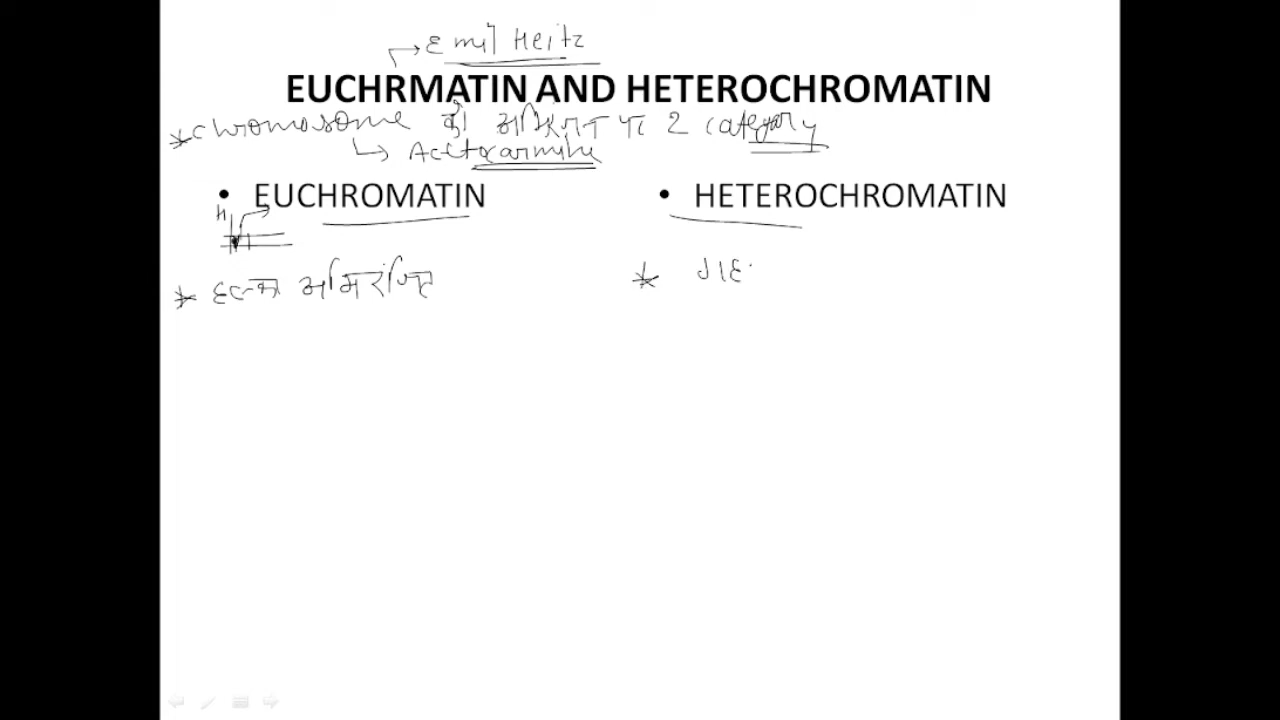 Emil Heitz
EUCHRMATIN AND HETEROCHROMATIN
*chromosome को अभिरंजन पर 2 category
Acetocarmine
• EUCHROMATIN
• HETEROCHROMATIN
H
* हल्का अभिरंजित
*